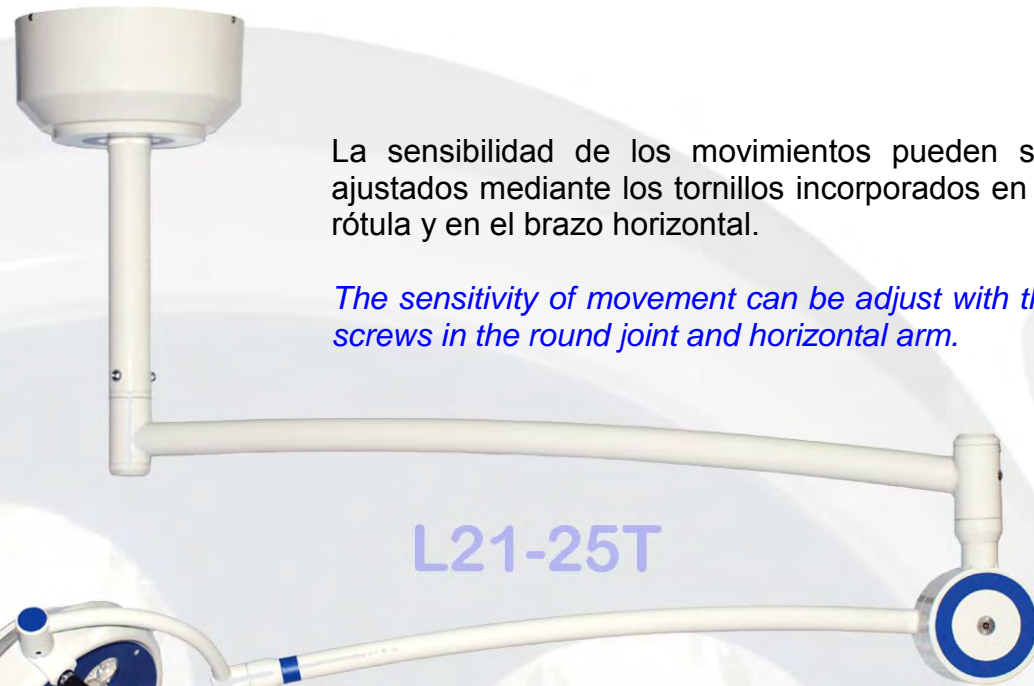 La sensibilidad de los movimientos pueden s
ajustados mediante los tornillos incorporados en
rótula y en el brazo horizontal.
The sensitivity of movement can be adjust with th
screws in the round joint and horizontal arm.
L21-25T